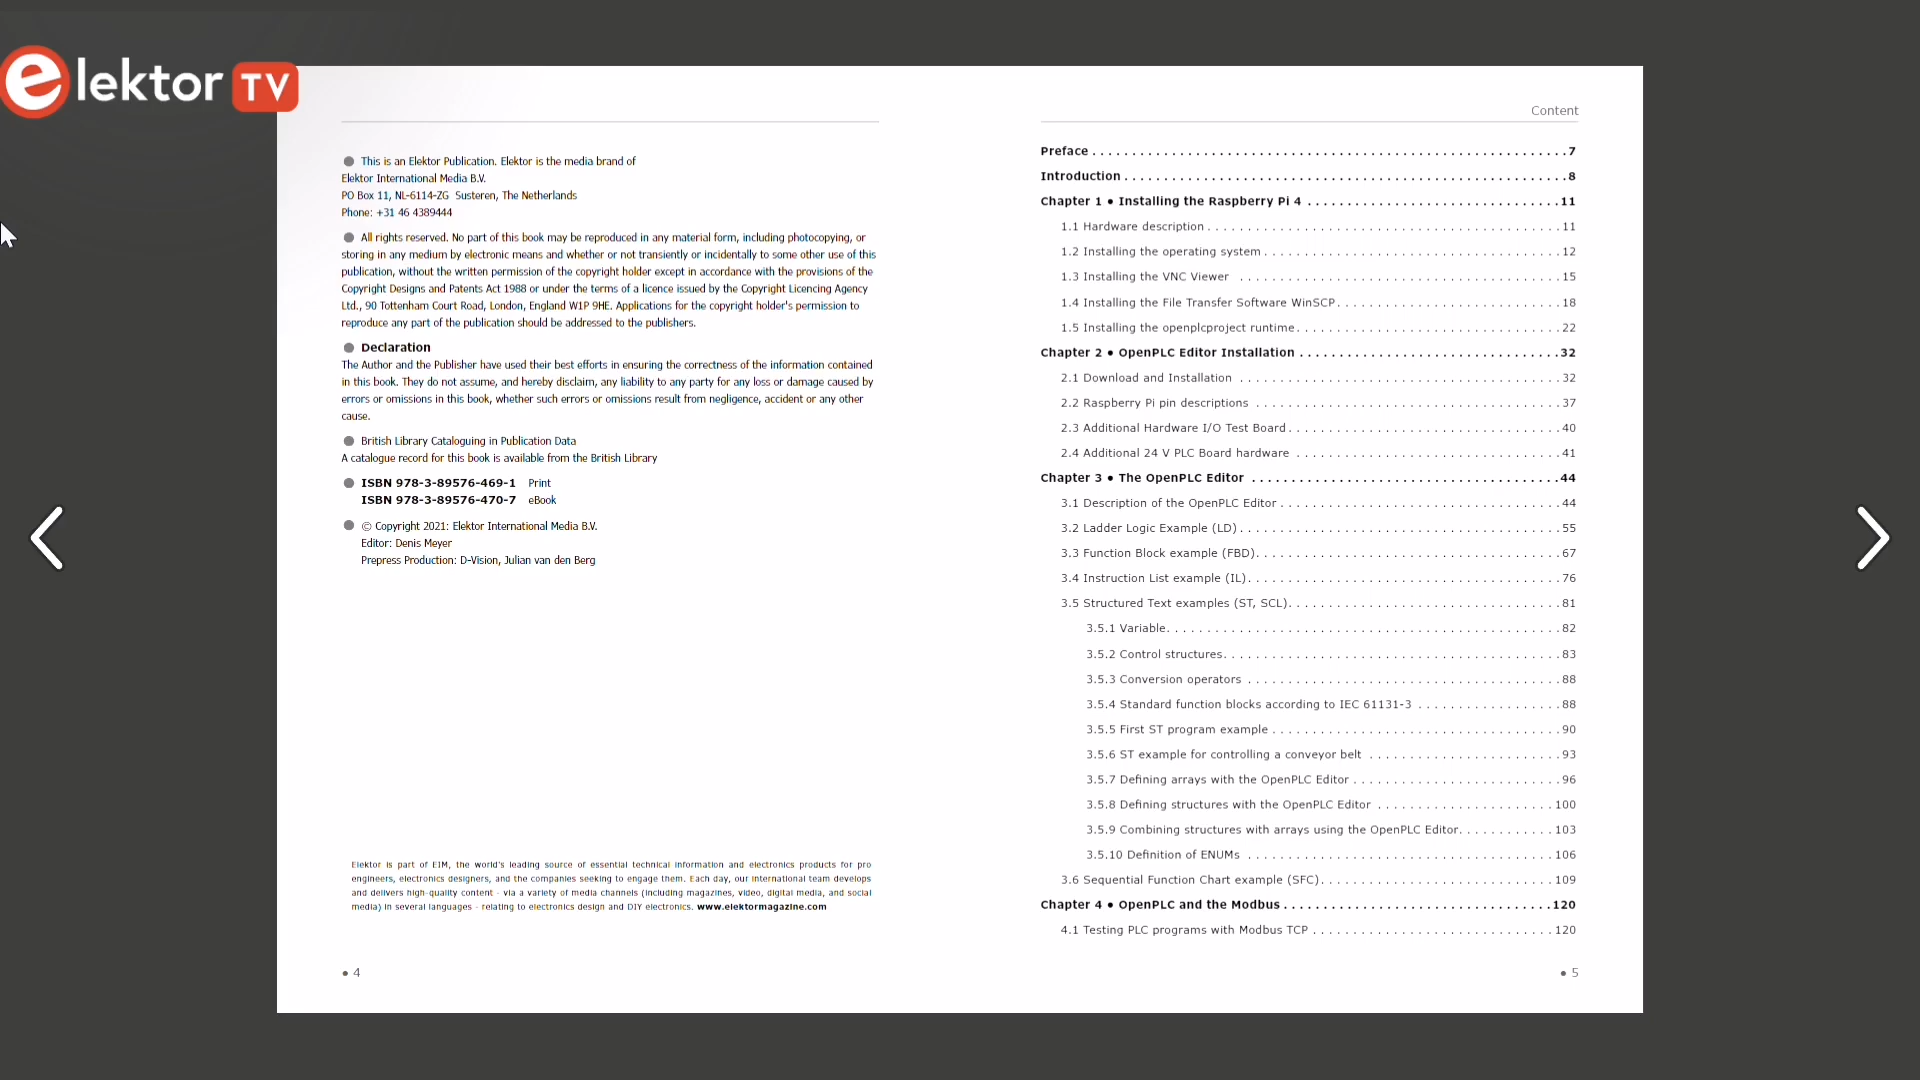 elektor TV
This is an Elektor Publication. Elektor is the media brand of
Elektor International Media B.V.
PO Box 11, NL-6114-ZG  Susteren, The Netherlands
Phone: +31 46 4389444
All rights reserved. No part of this book may be reproduced in any material form, including photocopying, or
storing in any medium by electronic means and whether or not transiently or incidentally to some other use of this
publication, without the written permission of the copyright holder except in accordance with the provisions of the
Copyright Designs and Patents Act 1988 or under the terms of a licence issued by the Copyright Licencing Agency
Ltd., 90 Tottenham Court Road, London, England W1P 9HE. Applications for the copyright holder's permission to
reproduce any part of the publication should be addressed to the publishers.
Declaration
The Author and the Publisher have used their best efforts in ensuring the correctness of the information contained
in this book. They do not assume, and hereby disclaim, any liability to any party for any loss or damage caused by
errors or omissions in this book, whether such errors or omissions result from negligence, accident or any other
cause.
British Library Cataloguing in Publication Data
A catalogue record for this book is available from the British Library
ISBN 978-3-89576-469-1 Print
ISBN 978-3-89576-470-7 eBook
© Copyright 2021: Elektor International Media B.V.
Editor: Denis Meyer
Prepress Production: D-Vision, Julian van den Berg
Elektor is part of EIM, the world's leading source of essential technical information and electronics products for pro
engineers, electronics designers, and the companies seeking to engage them. Each day, our international team develops
and delivers high-quality content - via a variety of media channels (including magazines, video, digital media, and social
media) in several languages - relating to electronics design and DIY electronics. www.elektormagazine.com
● 4
Content
Preface . . . . 7
Introduction . . . . 8
Chapter 1 ● Installing the Raspberry Pi 4 . . . . 11
1.1 Hardware description . . . . 11
1.2 Installing the operating system . . . . 12
1.3 Installing the VNC Viewer . . . . 15
1.4 Installing the File Transfer Software WinSCP . . . . 18
1.5 Installing the openplcproject runtime . . . . 22
Chapter 2 ● OpenPLC Editor Installation . . . . 32
2.1 Download and Installation . . . . 32
2.2 Raspberry Pi pin descriptions . . . . 37
2.3 Additional Hardware I/O Test Board . . . . 40
2.4 Additional 24 V PLC Board hardware . . . . 41
Chapter 3 ● The OpenPLC Editor . . . . 44
3.1 Description of the OpenPLC Editor . . . . 44
3.2 Ladder Logic Example (LD) . . . . 55
3.3 Function Block example (FBD) . . . . 67
3.4 Instruction List example (IL) . . . . 76
3.5 Structured Text examples (ST, SCL) . . . . 81
3.5.1 Variable . . . . 82
3.5.2 Control structures . . . . 83
3.5.3 Conversion operators . . . . 88
3.5.4 Standard function blocks according to IEC 61131-3 . . . . 88
3.5.5 First ST program example . . . . 90
3.5.6 ST example for controlling a conveyor belt . . . . 93
3.5.7 Defining arrays with the OpenPLC Editor . . . . 96
3.5.8 Defining structures with the OpenPLC Editor . . . . 100
3.5.9 Combining structures with arrays using the OpenPLC Editor . . . . 103
3.5.10 Definition of ENUMs . . . . 106
3.6 Sequential Function Chart example (SFC) . . . . 109
Chapter 4 ● OpenPLC and the Modbus . . . . 120
4.1 Testing PLC programs with Modbus TCP . . . . 120
● 5